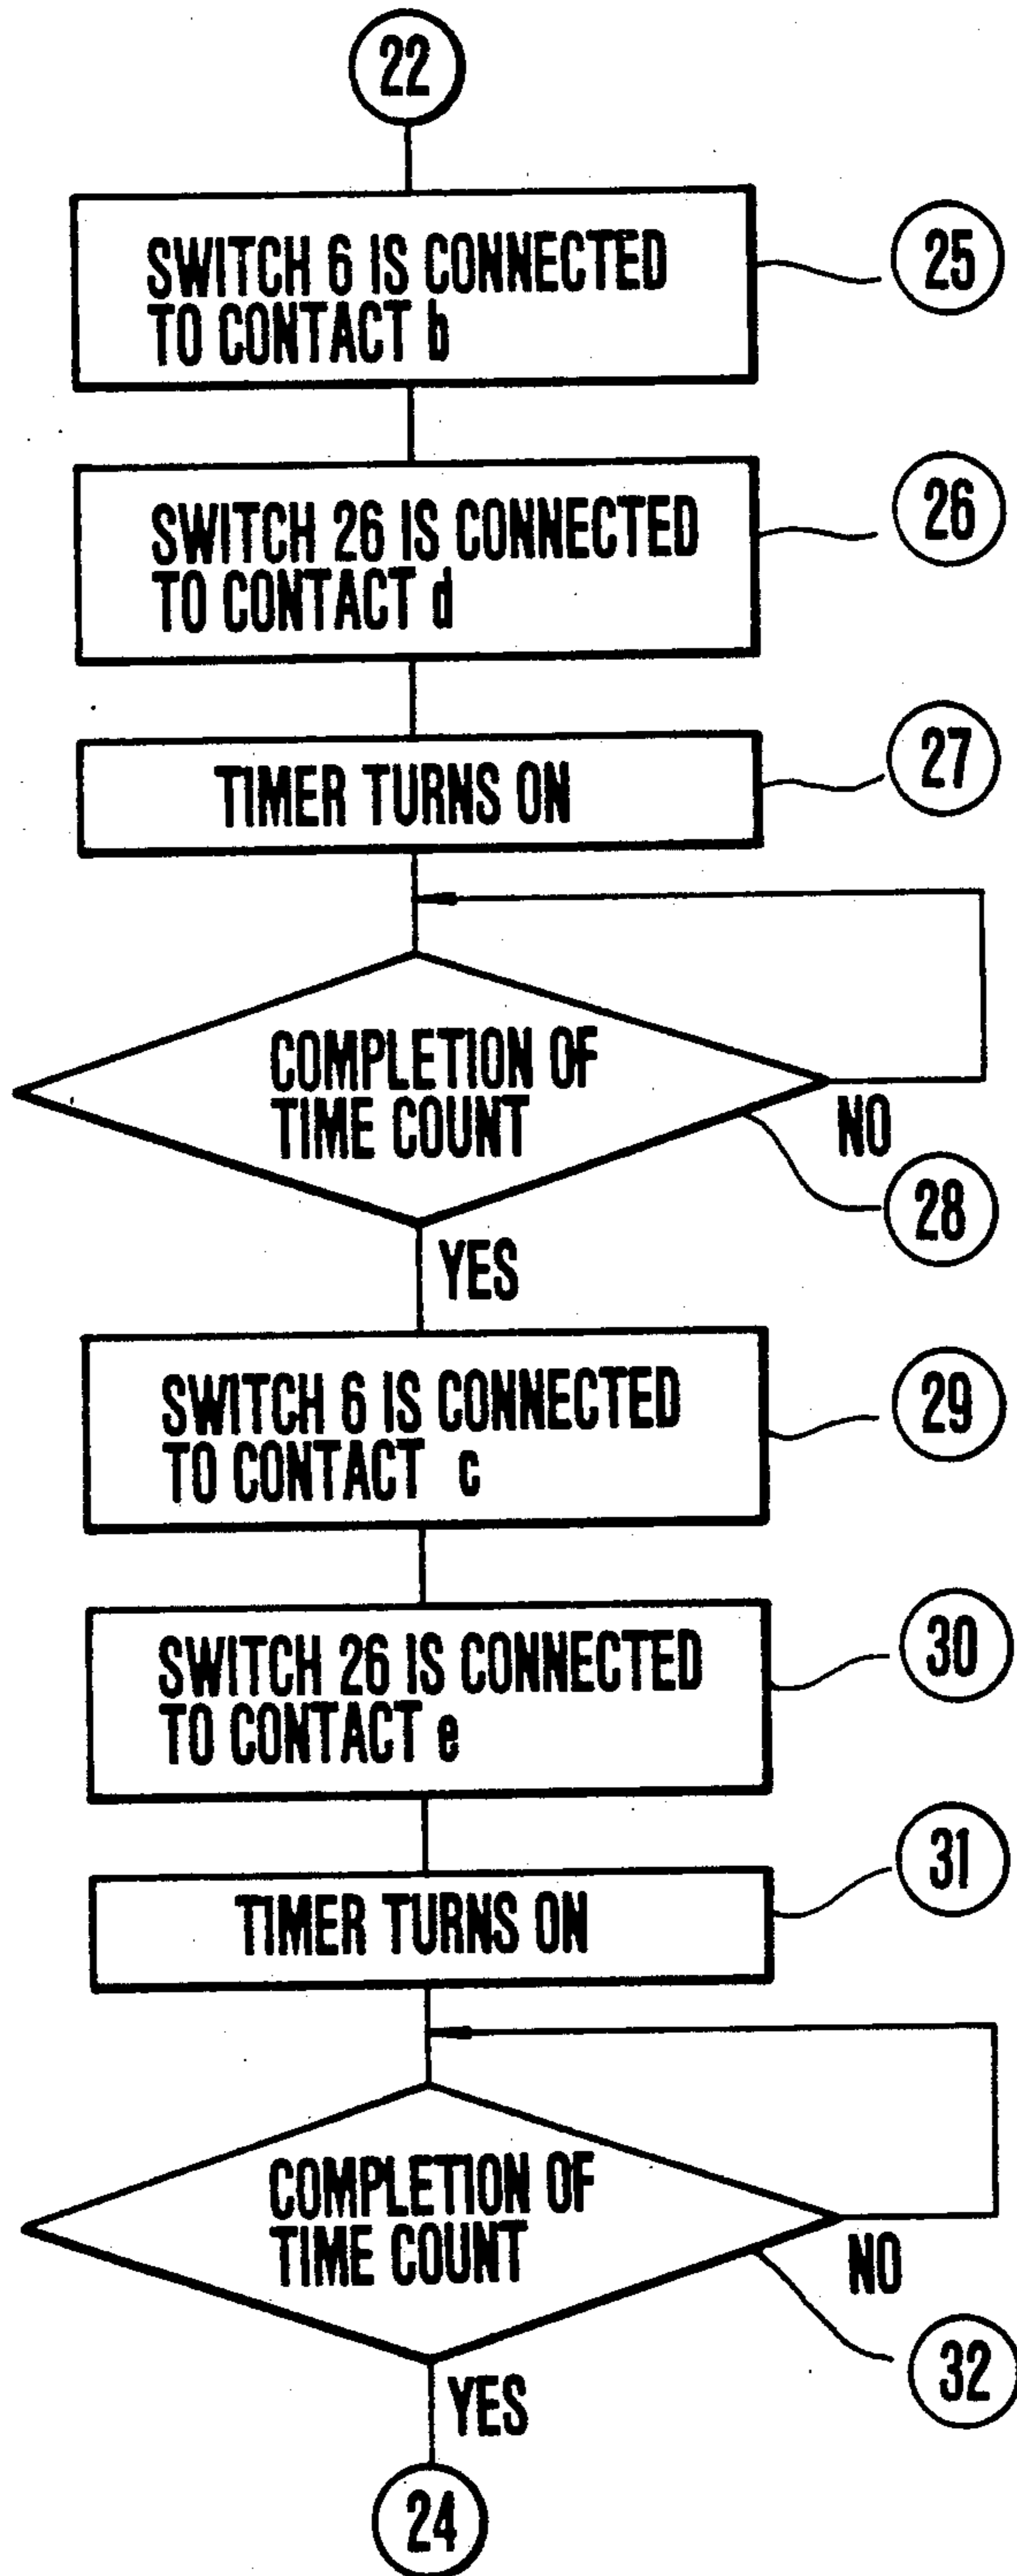 22
SWITCH 6 IS CONNECTED
TO CONTACT b
25
SWITCH 26 IS CONNECTED
TO CONTACT d
26
TIMER TURNS ON
27
COMPLETION OF
TIME COUNT
NO
28
YES
SWITCH 6 IS CONNECTED
TO CONTACT c
29
SWITCH 26 IS CONNECTED
TO CONTACT e
30
TIMER TURNS ON
31
COMPLETION OF
TIME COUNT
NO
32
YES
24